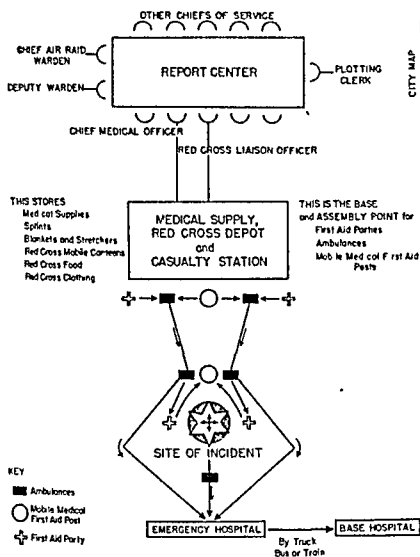 OTHER CHIEFS OF SERVICE
CHIEF AIR RAID
WARDEN
DEPUTY WARDEN
REPORT CENTER
PLOTTING
CLERK
CITY MAP
CHIEF MEDICAL OFFICER
RED CROSS LIAISON OFFICER
THIS STORES
Medical Supplies
Splints
Blankets and Stretchers
Red Cross Mobile Canteens
Red Cross Food
Red Cross Clothing
MEDICAL SUPPLY,
RED CROSS DEPOT
and
CASUALTY STATION
THIS IS THE BASE
and ASSEMBLY POINT for
First Aid Parties
Ambulances
Mobile Medical First Aid
Posts
SITE OF INCIDENT
KEY
Ambulances
Mobile Medical
First Aid Post
First Aid Party
EMERGENCY HOSPITAL
By Truck
Bus or Train
BASE HOSPITAL